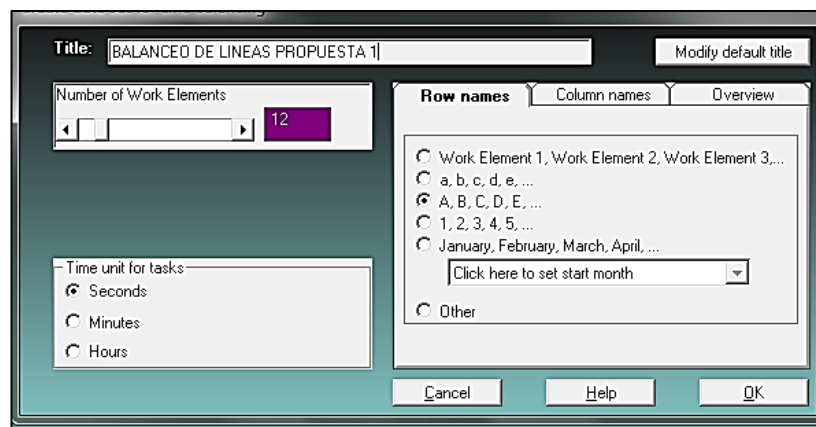 Title: BALANCEO DE LINEAS PROPUESTA 1
Modify default title
Number of Work Elements
12
Row names
Column names
Overview
Work Element 1, Work Element 2, Work Element 3,...
a, b, c, d, e, ...
A, B, C, D, E, ...
1, 2, 3, 4, 5, ...
January, February, March, April, ...
Click here to set start month
Other
Time unit for tasks
Seconds
Minutes
Hours
Cancel
Help
OK